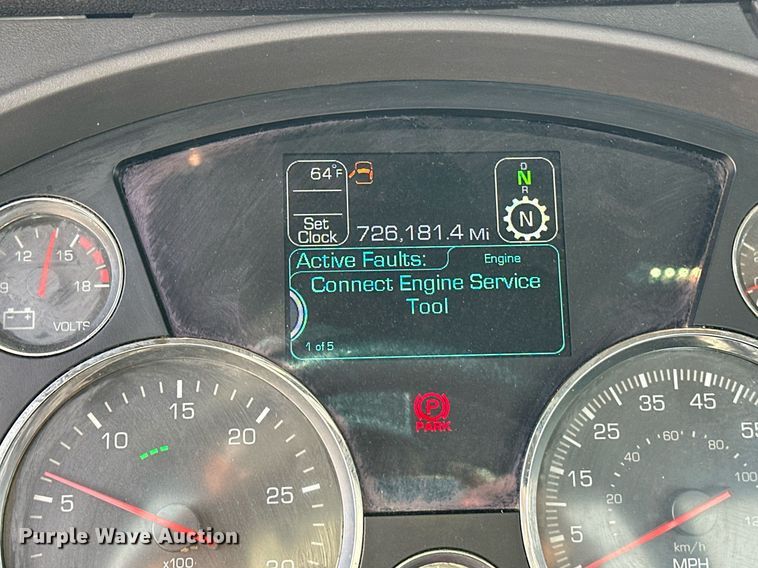 64°F
D
N
R
N
Set
Clock
726,181.4 Mi
Active Faults:
Engine
Connect Engine Service
Tool
1 of 5
12
15
9
18
VOLTS
P
PARK
5
10
15
20
25
30
x100
5
15
25
35
45
55
20
40
60
80
100
12
km/h
MPH
Purple Wave Auction